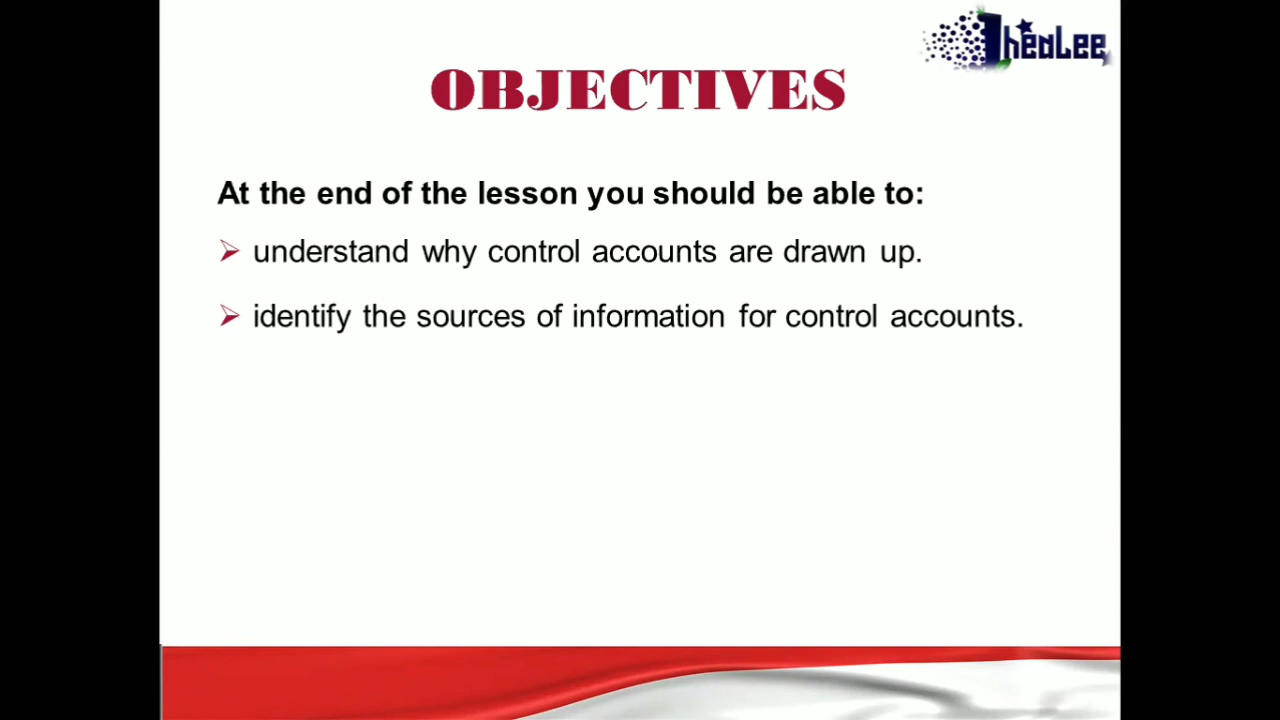 JhedLee
OBJECTIVES
At the end of the lesson you should be able to:
understand why control accounts are drawn up.
identify the sources of information for control accounts.